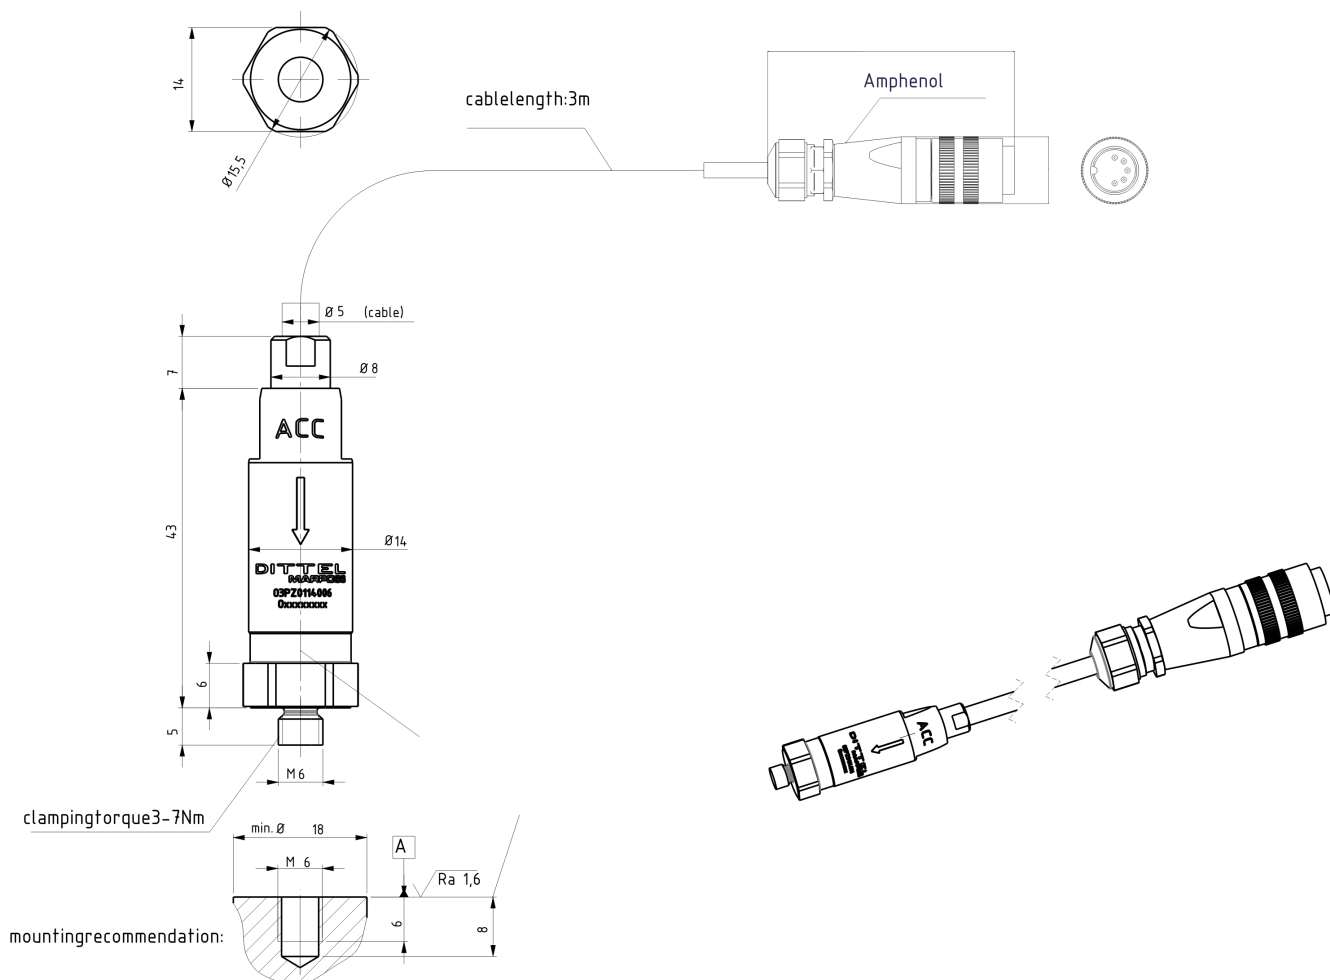 14
Ø15,5
cablelength:3m
Amphenol
Ø 5 (cable)
7
Ø 8
ACC
43
Ø14
DITTEL
MARPOSS
03PZ0114006
0xxxxxxxx
6
5
M 6
clampingtorque3-7Nm
min. Ø 18
M 6
A
Ra 1,6
6
8
mountingrecommendation:
ACC
DITTEL